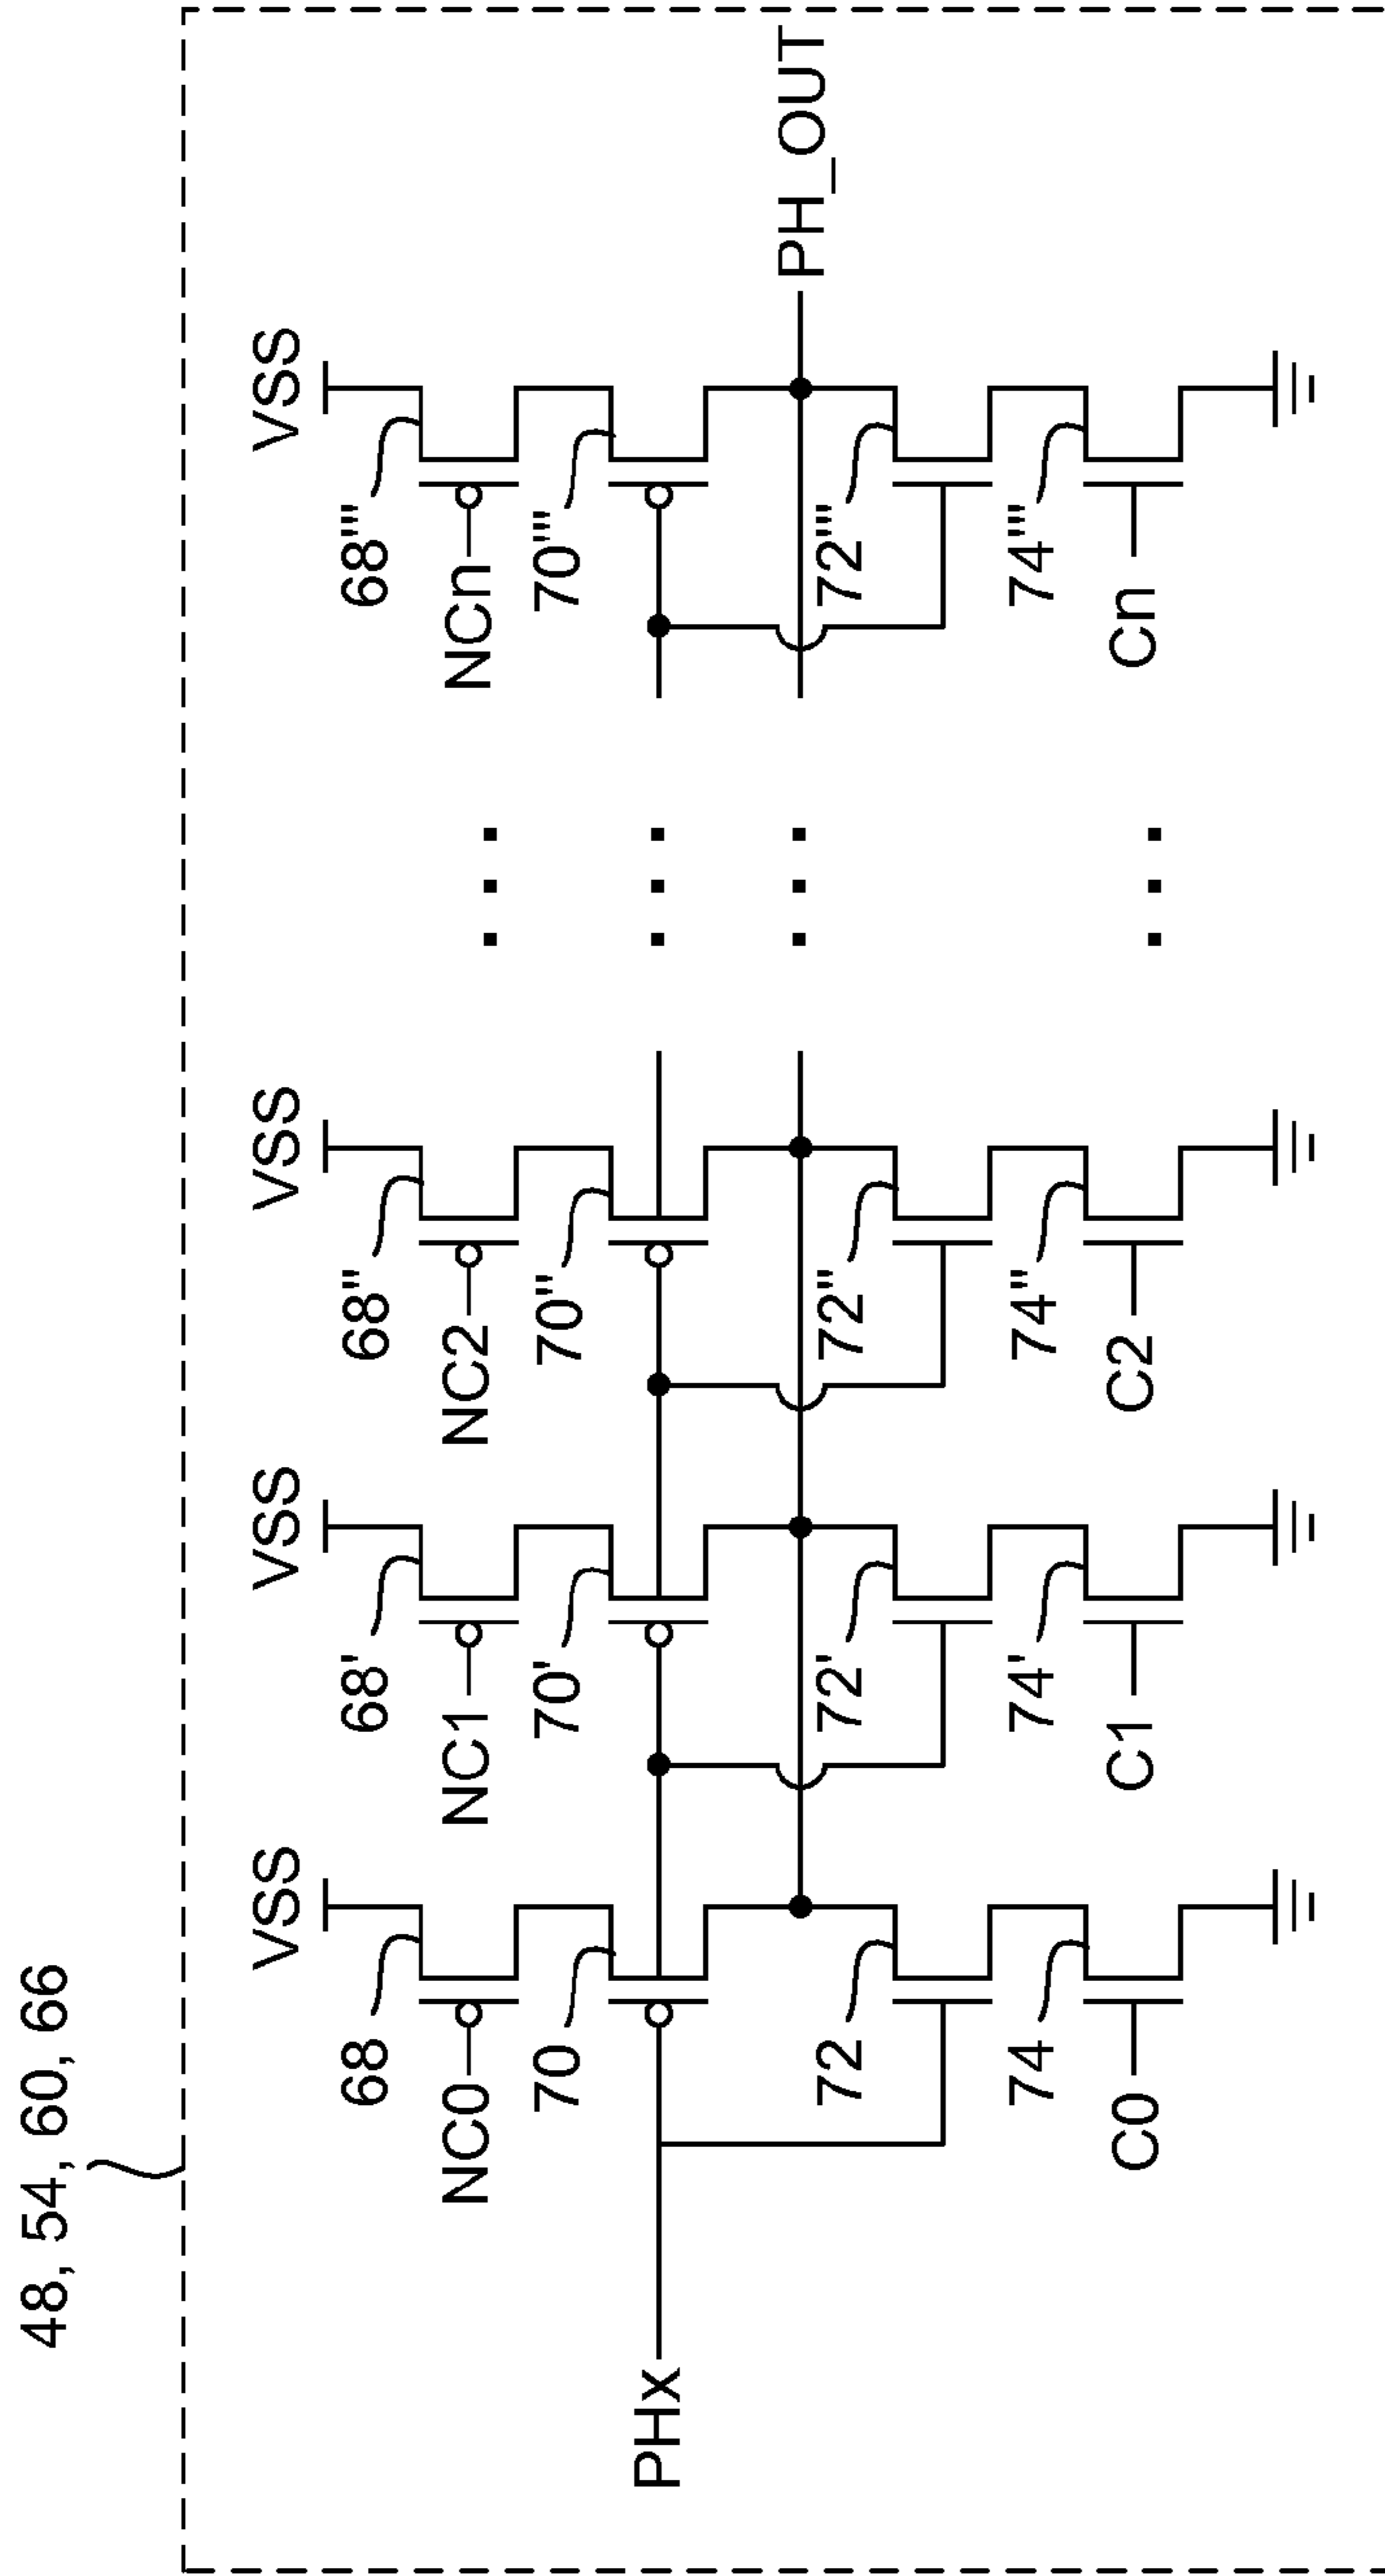 48, 54, 60, 66
VSS VSS VSS VSS
68 68' 68" 68""
NC0 NC1 NC2 NCn
70 70' 70" 70""
PHx
PH_OUT
72 72' 72" 72""
74 74' 74" 74""
C0 C1 C2 Cn